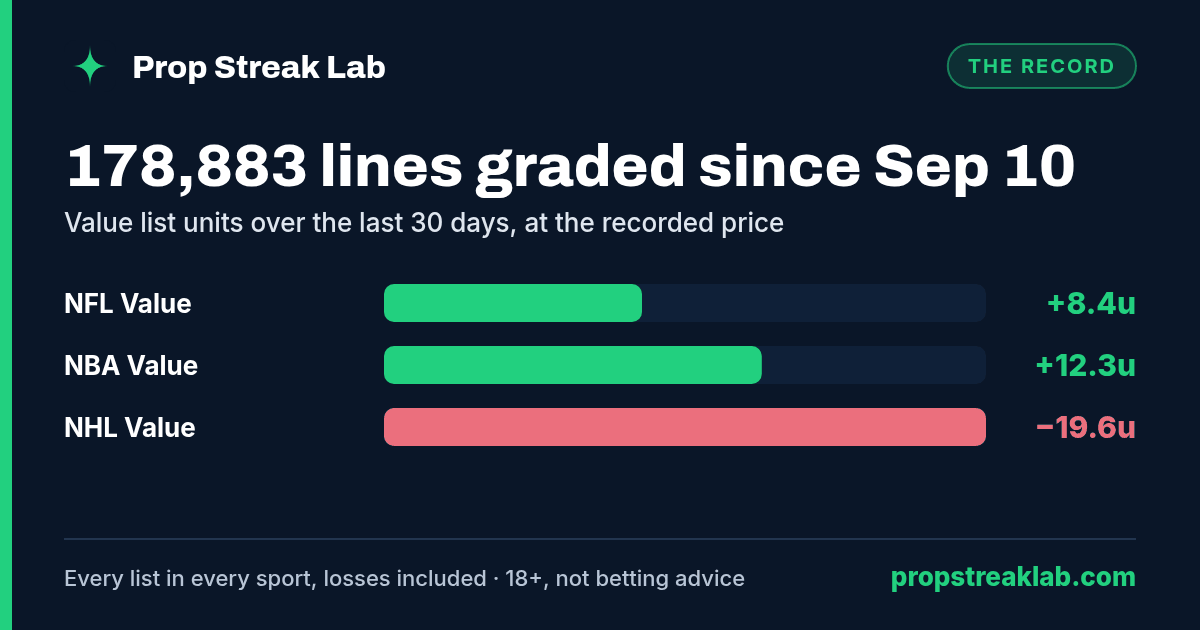 Prop Streak Lab
THE RECORD
178,883 lines graded since Sep 10
Value list units over the last 30 days, at the recorded price
NFL Value +8.4u
NBA Value +12.3u
NHL Value −19.6u
Every list in every sport, losses included · 18+, not betting advice
propstreaklab.com